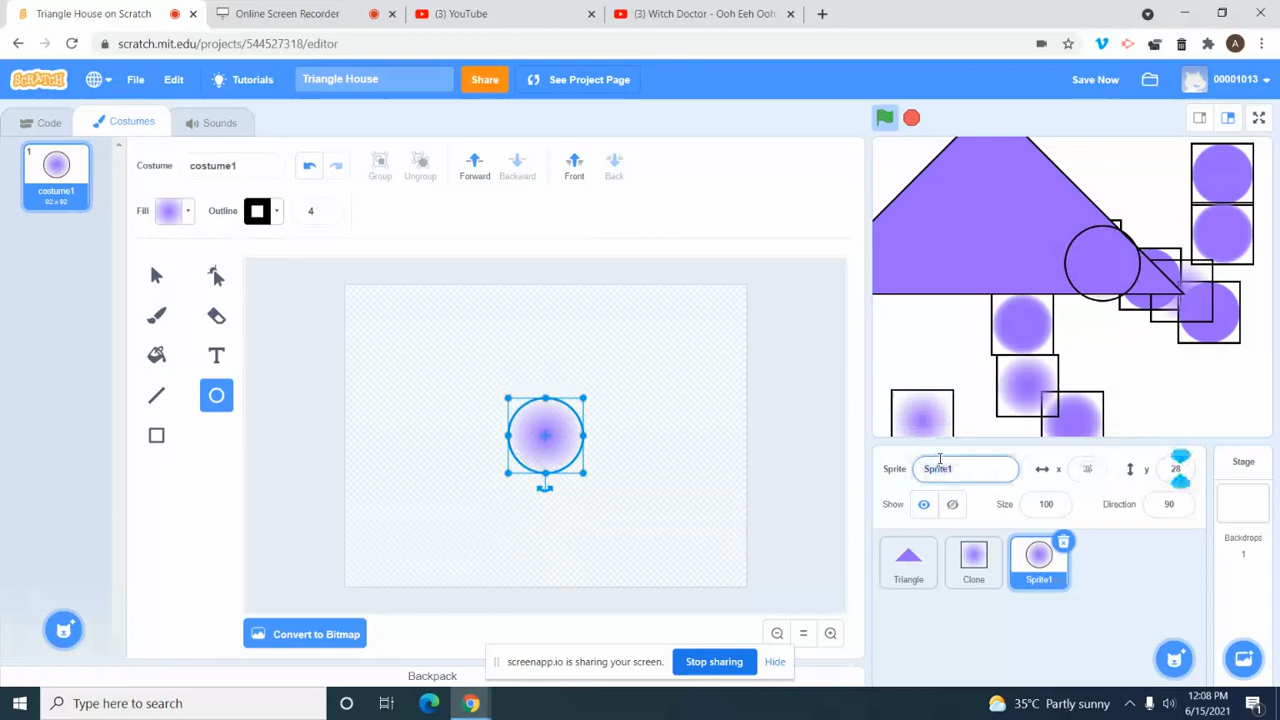 Triangle House on Scratch
Online Screen Recorder
(3) YouTube
(3) Witch Doctor - Ooh Eeh Ooh
scratch.mit.edu/projects/544527318/editor
A
SCRATCH
File
Edit
Tutorials
Triangle House
Share
See Project Page
Save Now
00001013
Code
Costumes
Sounds
1
costume1
92 x 92
Costume
costume1
Group
Ungroup
Forward
Backward
Front
Back
Fill
Outline
4
Convert to Bitmap
Backpack
screenapp.io is sharing your screen.
Stop sharing
Hide
Sprite
Sprite1
x
y
28
Show
Size
100
Direction
90
Triangle
Clone
Sprite1
Stage
Backdrops
1
Type here to search
35°C Partly sunny
12:08 PM
6/15/2021
1